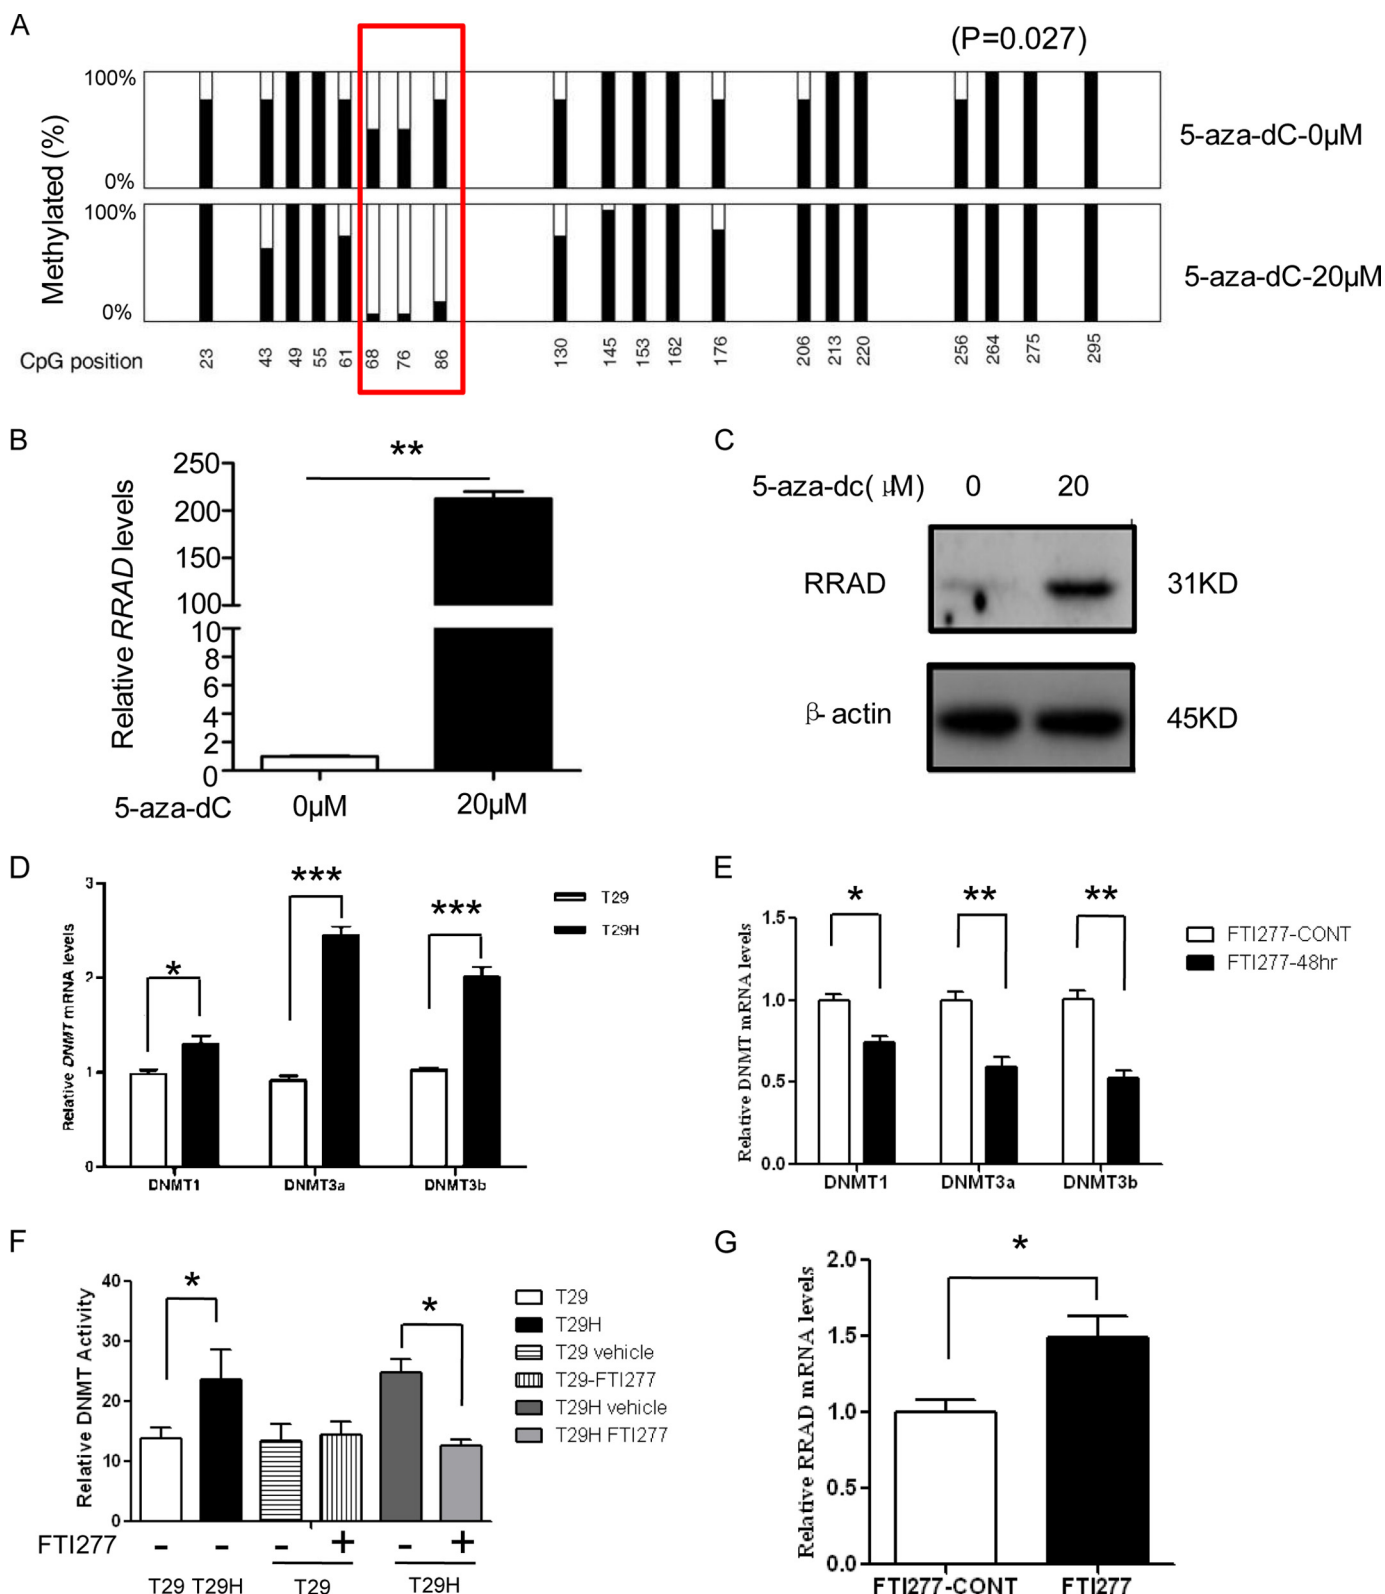 A
(P=0.027)
Methylated (%)
100%
0%
5-aza-dC-0μM
100%
0%
5-aza-dC-20μM
CpG position 23 43 49 55 61 68 76 86 130 145 153 162 176 206 213 220 256 264 275 295
B
**
Relative RRAD levels
250
200
150
100
10
8
6
4
2
0
5-aza-dC 0μM 20μM
C
5-aza-dc( μM) 0 20
RRAD 31KD
β- actin 45KD
D
Relative DNMT mRNA levels
3
2
1
0
* *** ***
T29
T29H
DNMT1 DNMT3a DNMT3b
E
Relative DNMT mRNA levels
1.5
1.0
0.5
0.0
* ** **
FTI277-CONT
FTI277-48hr
DNMT1 DNMT3a DNMT3b
F
Relative DNMT Activity
40
30
20
10
0
* *
T29
T29H
T29 vehicle
T29-FTI277
T29H vehicle
T29H FTI277
FTI277 - - - + - +
T29 T29H T29 T29H
G
*
Relative RRAD mRNA levels
2.0
1.5
1.0
0.5
0.0
FTI277-CONT FTI277